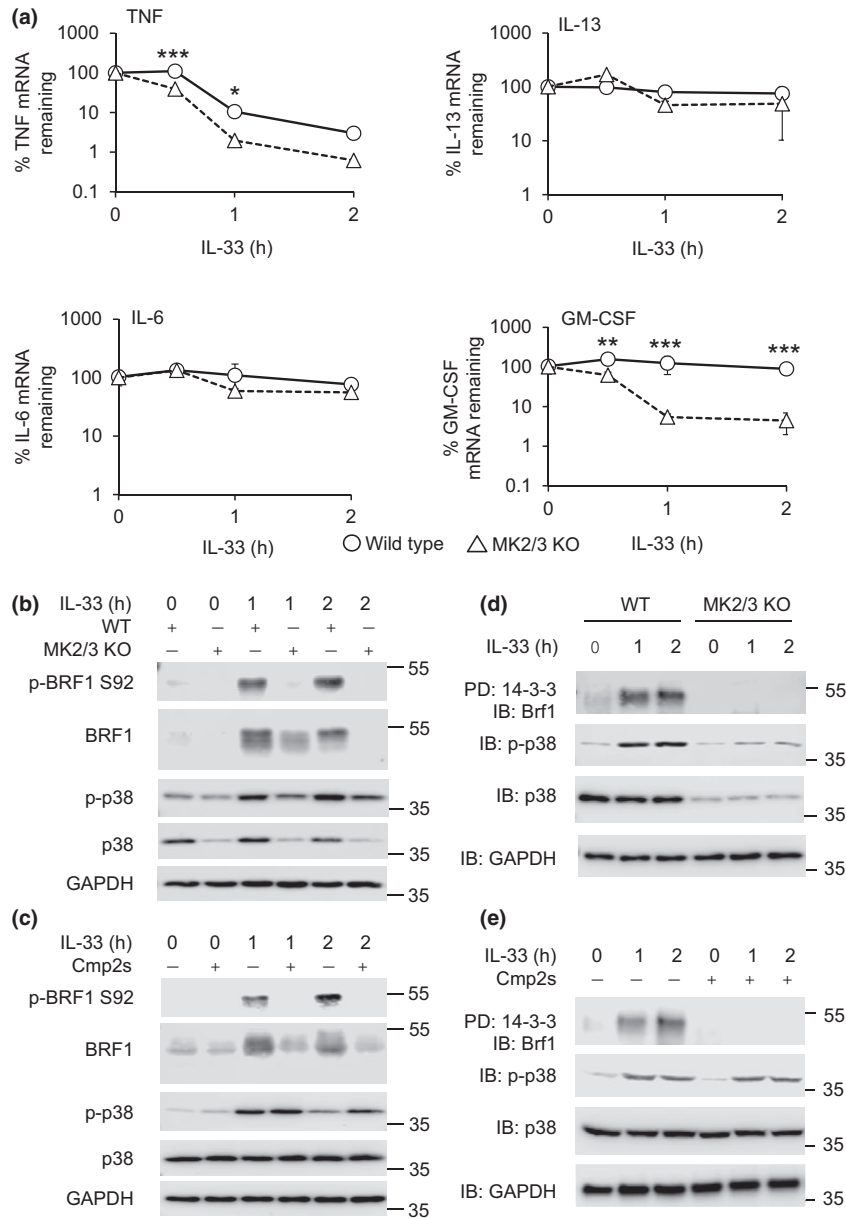 (a)
TNF
1000
100
10
1
0.1
% TNF mRNA
remaining
***
*
0 1 2
IL-33 (h)
IL-13
1000
100
10
1
% IL-13 mRNA
remaining
0 1 2
IL-33 (h)
IL-6
1000
100
10
1
% IL-6 mRNA
remaining
0 1 2
IL-33 (h)
GM-CSF
1000
100
10
1
0.1
% GM-CSF
mRNA remaining
** *** ***
0 1 2
IL-33 (h)
Wild type MK2/3 KO
(b)
IL-33 (h) 0 0 1 1 2 2
WT + – + – + –
MK2/3 KO – + – + – +
p-BRF1 S92 55
BRF1 55
p-p38 35
p38 35
GAPDH 35
(c)
IL-33 (h) 0 0 1 1 2 2
Cmp2s – + – + – +
p-BRF1 S92 55
BRF1 55
p-p38 35
p38 35
GAPDH 35
(d)
WT MK2/3 KO
IL-33 (h) 0 1 2 0 1 2
PD: 14-3-3 55
IB: Brf1
IB: p-p38 35
IB: p38 35
IB: GAPDH 35
(e)
IL-33 (h) 0 1 2 0 1 2
Cmp2s – – – + + +
PD: 14-3-3 55
IB: Brf1
IB: p-p38 35
IB: p38 35
IB: GAPDH 35